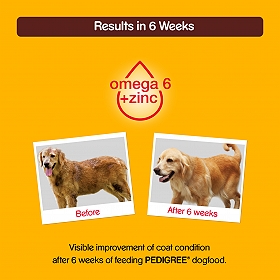 Results in 6 Weeks
omega 6
+zinc
Before
After 6 weeks
Visible improvement of coat condition
after 6 weeks of feeding PEDIGREE® dogfood.